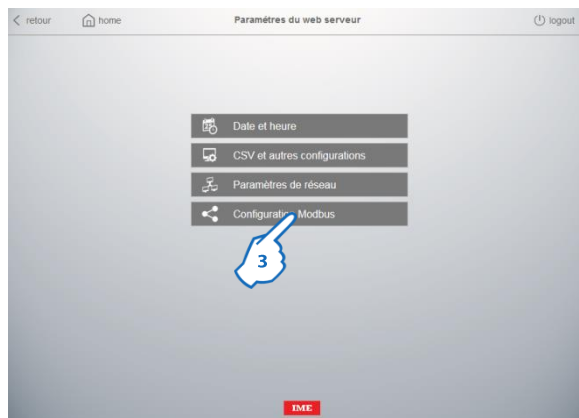 retour
home
Paramétres du web serveur
logout
Date et heure
CSV et autres configurations
Paramètres de réseau
Configuration Modbus
3
IME